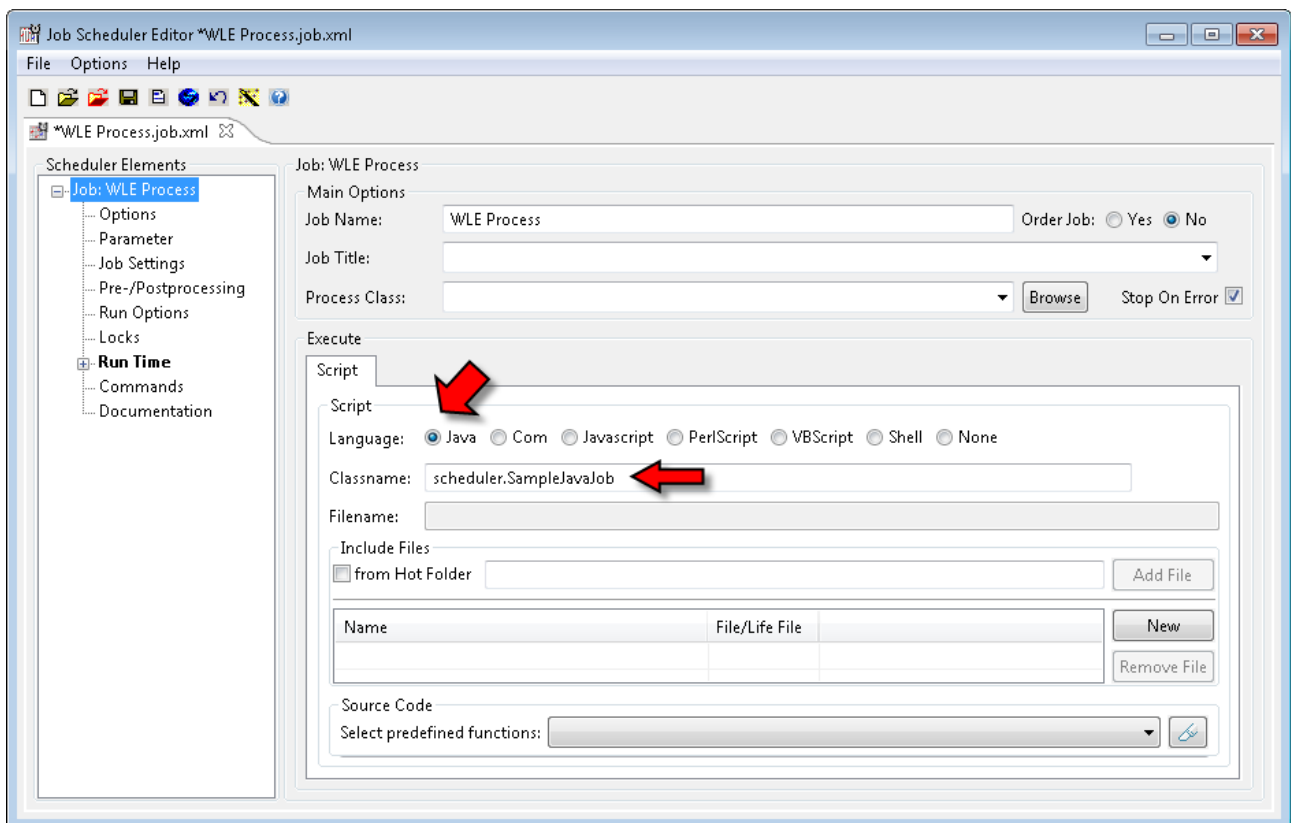 Job Scheduler Editor *WLE Process.job.xml
File Options Help
*WLE Process.job.xml
Scheduler Elements
Job: WLE Process
Options
Parameter
Job Settings
Pre-/Postprocessing
Run Options
Locks
Run Time
Commands
Documentation
Job: WLE Process
Main Options
Job Name: WLE Process Order Job: Yes No
Job Title:
Process Class: Browse Stop On Error
Execute
Script
Script
Language: Java Com Javascript PerlScript VBScript Shell None
Classname: scheduler.SampleJavaJob
Filename:
Include Files
from Hot Folder Add File
Name File/Life File New
Remove File
Source Code
Select predefined functions: